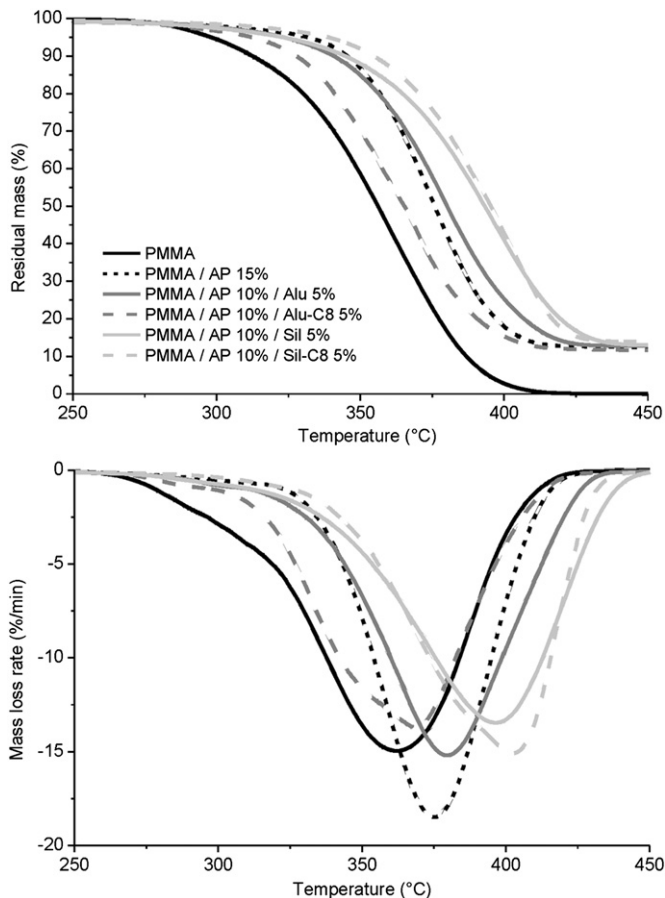 100
90
80
70
60
50
40
30
20
10
0
Residual mass (%)
PMMA
PMMA / AP 15%
PMMA / AP 10% / Alu 5%
PMMA / AP 10% / Alu-C8 5%
PMMA / AP 10% / Sil 5%
PMMA / AP 10% / Sil-C8 5%
250 300 350 400 450
Temperature (°C)
0
-5
-10
-15
-20
Mass loss rate (%/min)
250 300 350 400 450
Temperature (°C)